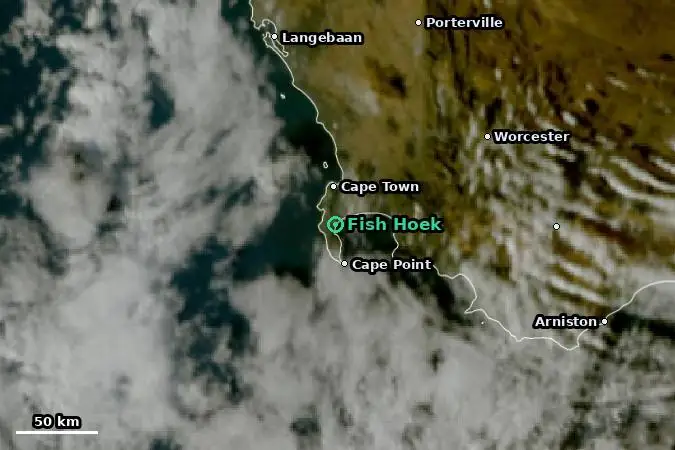 Porterville
Langebaan
Worcester
Cape Town
Fish Hoek
Cape Point
Arniston
50 km